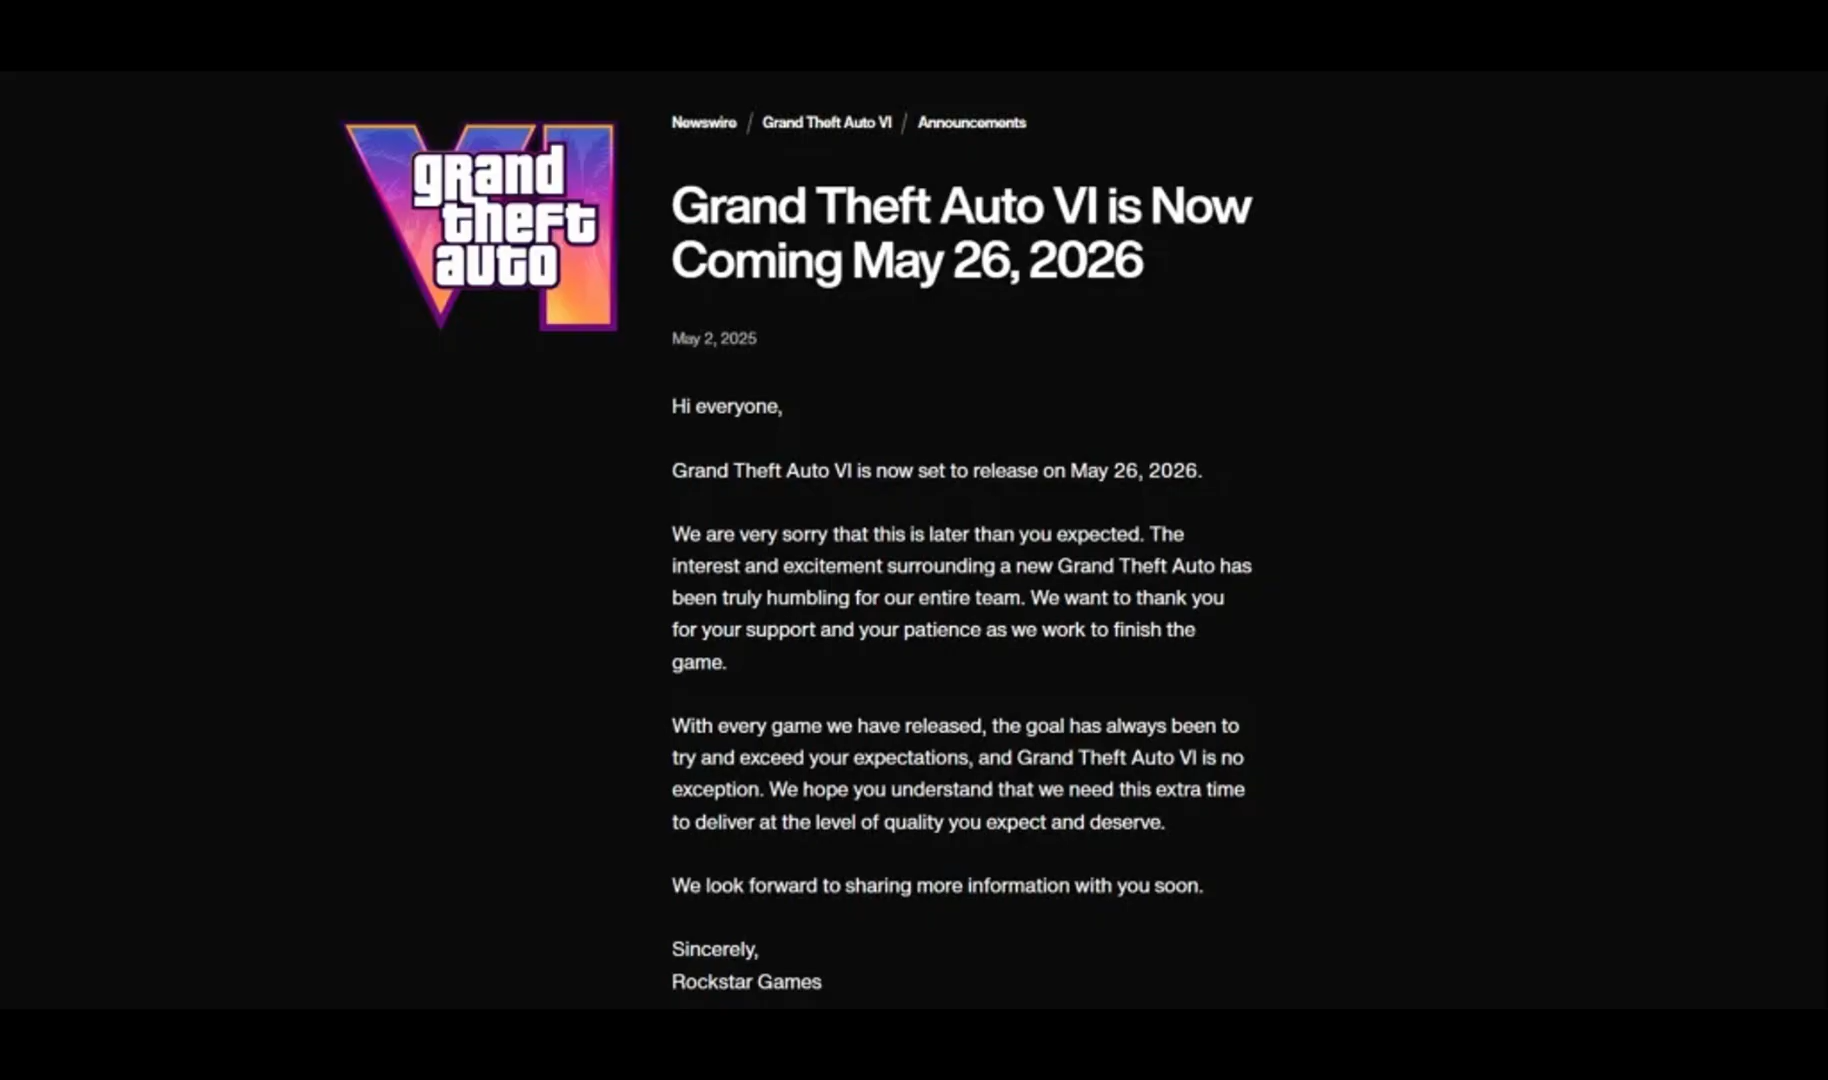 grand
theft
auto
VI
Newswire / Grand Theft Auto VI / Announcements
Grand Theft Auto VI is Now
Coming May 26, 2026
May 2, 2025
Hi everyone,
Grand Theft Auto VI is now set to release on May 26, 2026.
We are very sorry that this is later than you expected. The
interest and excitement surrounding a new Grand Theft Auto has
been truly humbling for our entire team. We want to thank you
for your support and your patience as we work to finish the
game.
With every game we have released, the goal has always been to
try and exceed your expectations, and Grand Theft Auto VI is no
exception. We hope you understand that we need this extra time
to deliver at the level of quality you expect and deserve.
We look forward to sharing more information with you soon.
Sincerely,
Rockstar Games